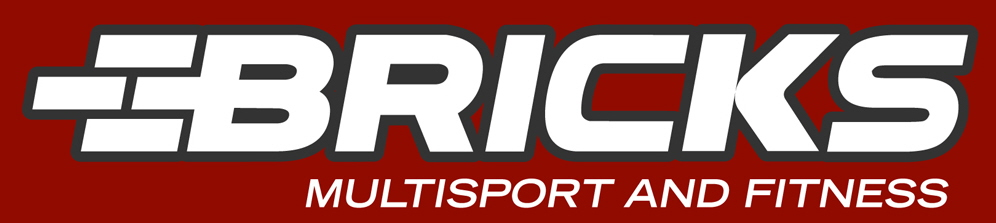 BRICKS
MULTISPORT AND FITNESS